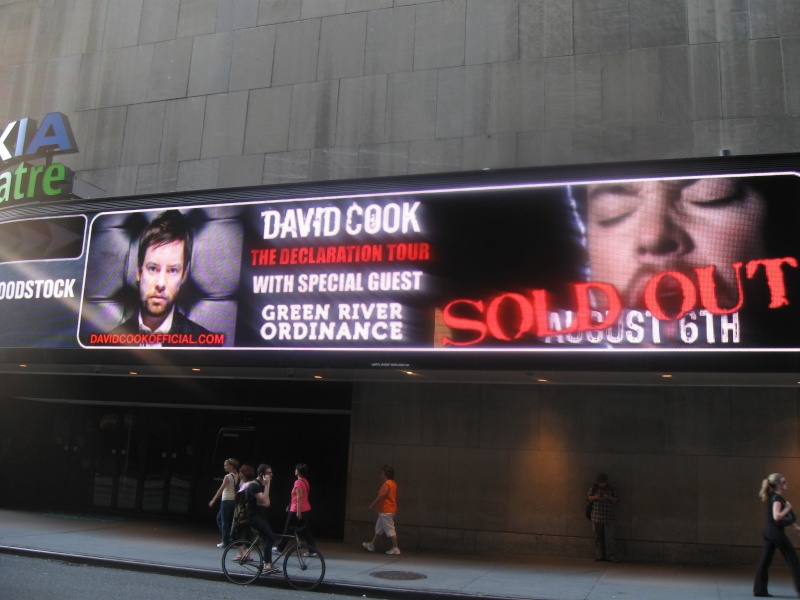 KIA
atre
OODSTOCK
DAVID COOK
THE DECLARATION TOUR
WITH SPECIAL GUEST
GREEN RIVER
ORDINANCE
DAVIDCOOKOFFICIAL.COM
SOLD OUT
AUGUST 6TH